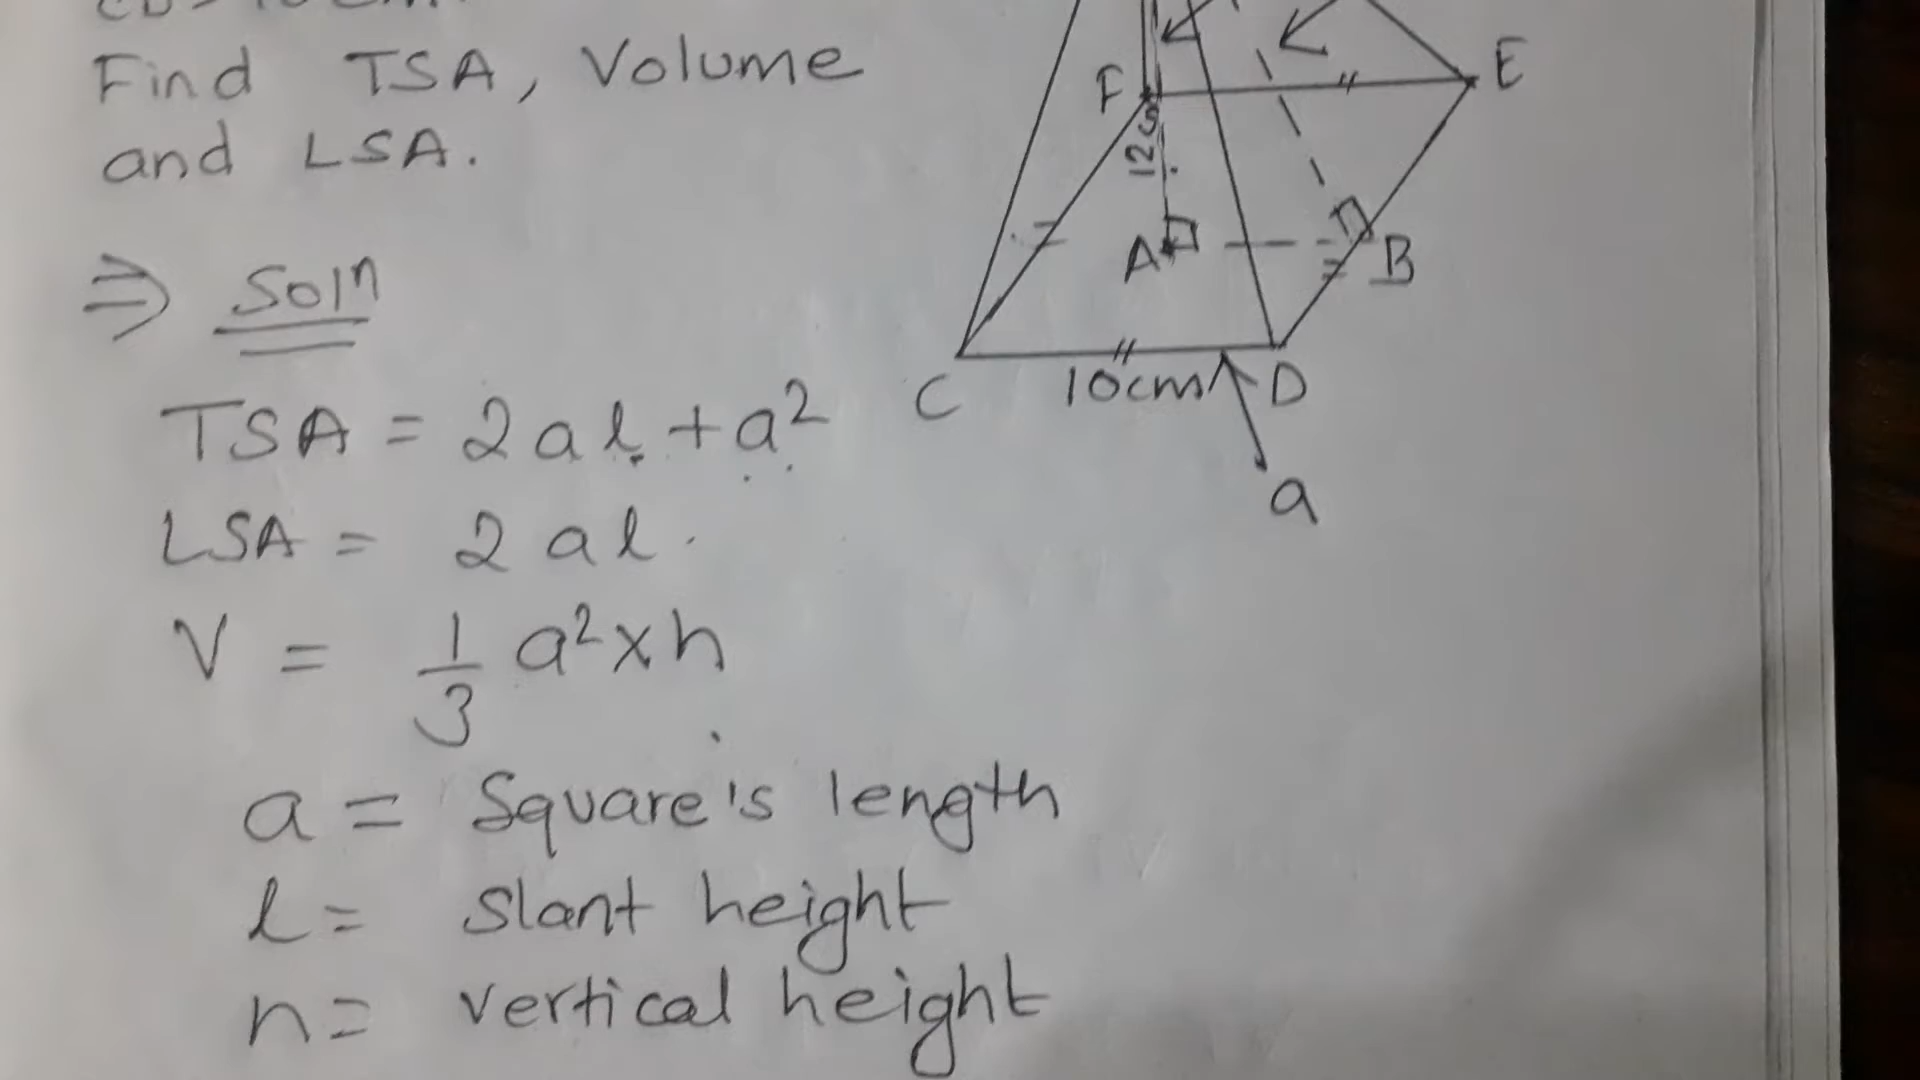 Find TSA, Volume
and LSA.
⇒ Soln
TSA = 2al + a²
LSA = 2al.
V = 1/3 a² x h
a = Square's length
l = slant height
h = vertical height
F
E
A
B
C
10cm
D
a